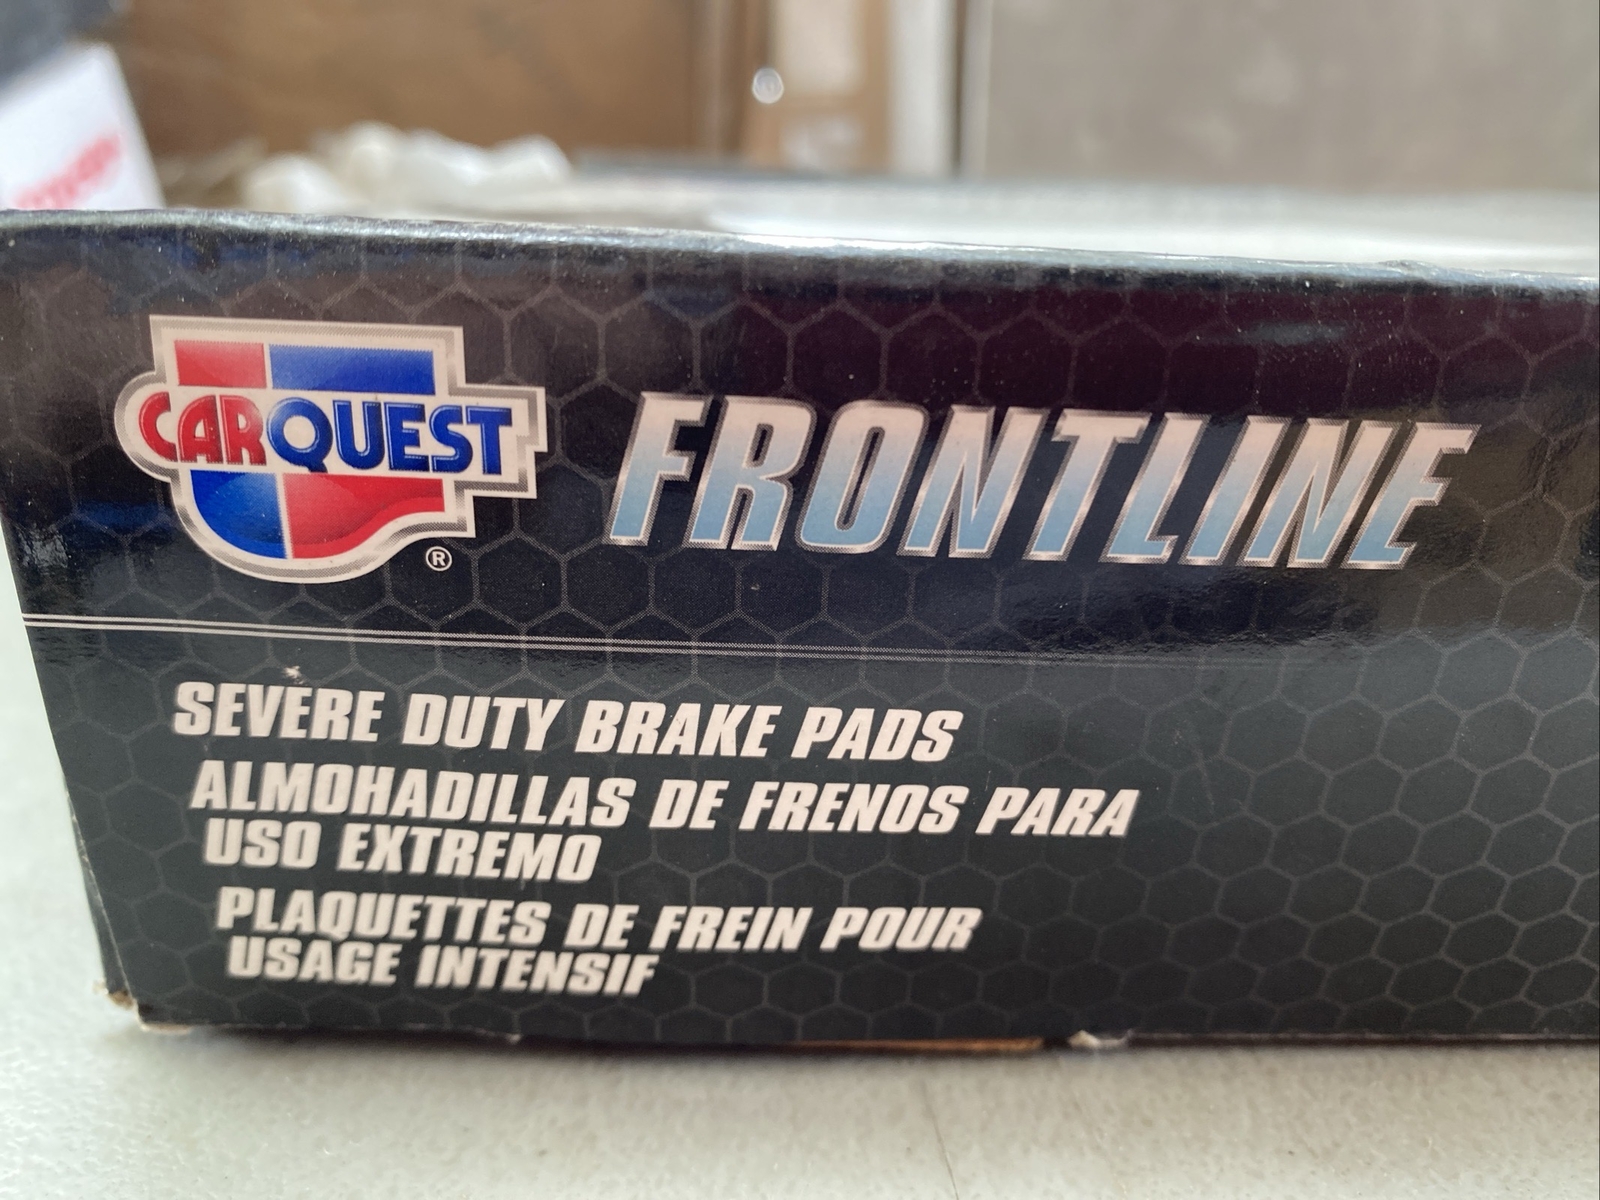 CARQUEST
®
FRONTLINE
SEVERE DUTY BRAKE PADS
ALMOHADILLAS DE FRENOS PARA
USO EXTREMO
PLAQUETTES DE FREIN POUR
USAGE INTENSIF